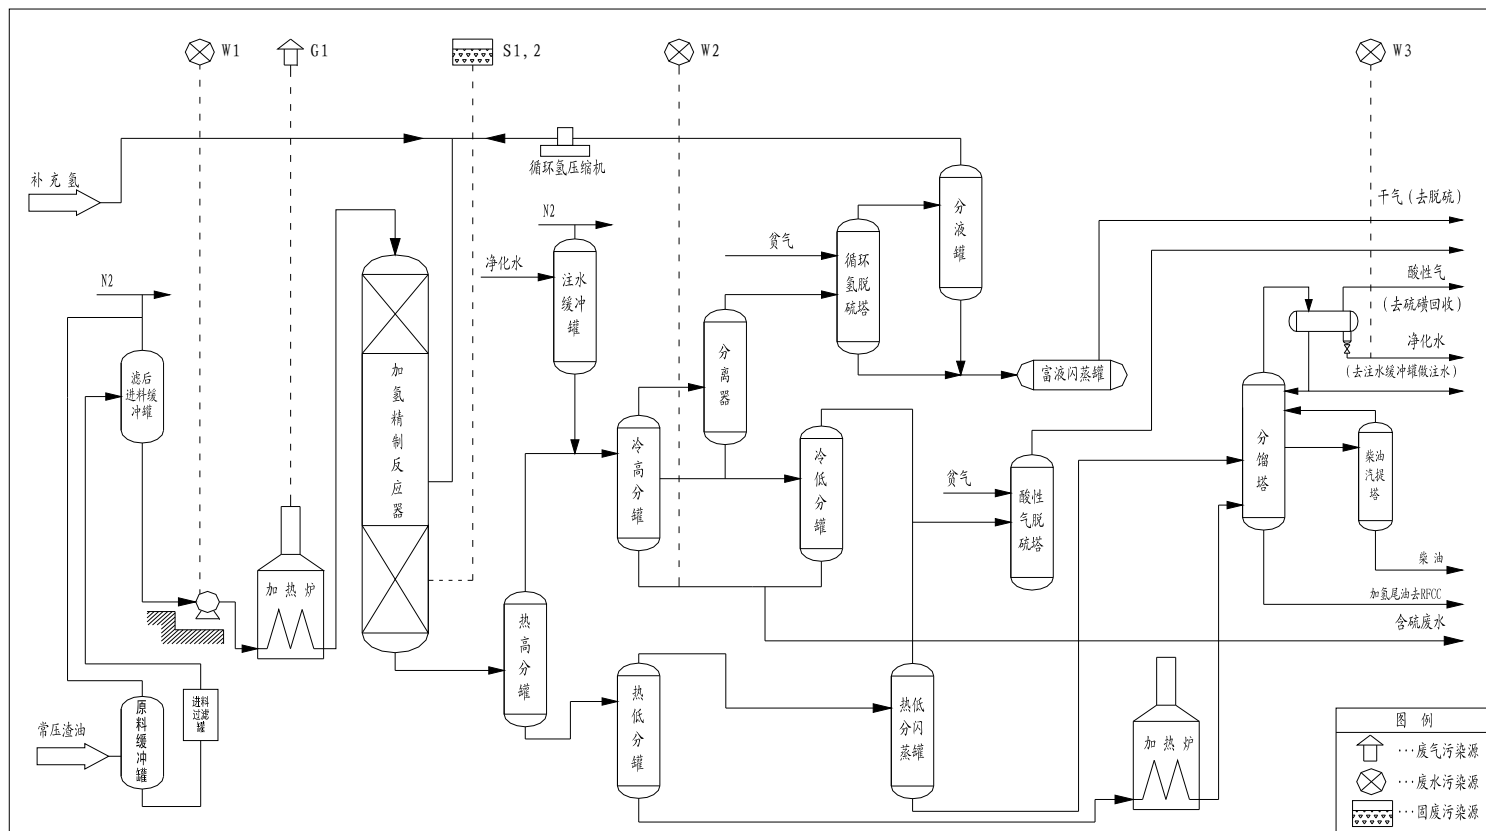 W1
G1
S1,2
W2
W3
补充氢
循环氢压缩机
干气(去脱硫)
N2
贫气
分
液
罐
循环
氢脱
硫塔
净化水
注水
缓冲
罐
酸性气
(去硫磺回收)
N2
净化水
(去注水缓冲罐做注水)
滤后
进料缓
冲罐
加
氢
精
制
反
应
器
分
离
器
富液闪蒸罐
冷
高
分
罐
冷
低
分
罐
贫气
酸性
气脱
硫塔
分
馏
塔
柴油
汽提
塔
柴油
加氢尾油去RFCC
含硫废水
加热炉
热
高
分
罐
常压渣油
原
料
缓
冲
罐
进料
过滤
罐
热
低
分
罐
热低
分闪
蒸罐
加热炉
图例
···废气污染源
···废水污染源
···固废污染源